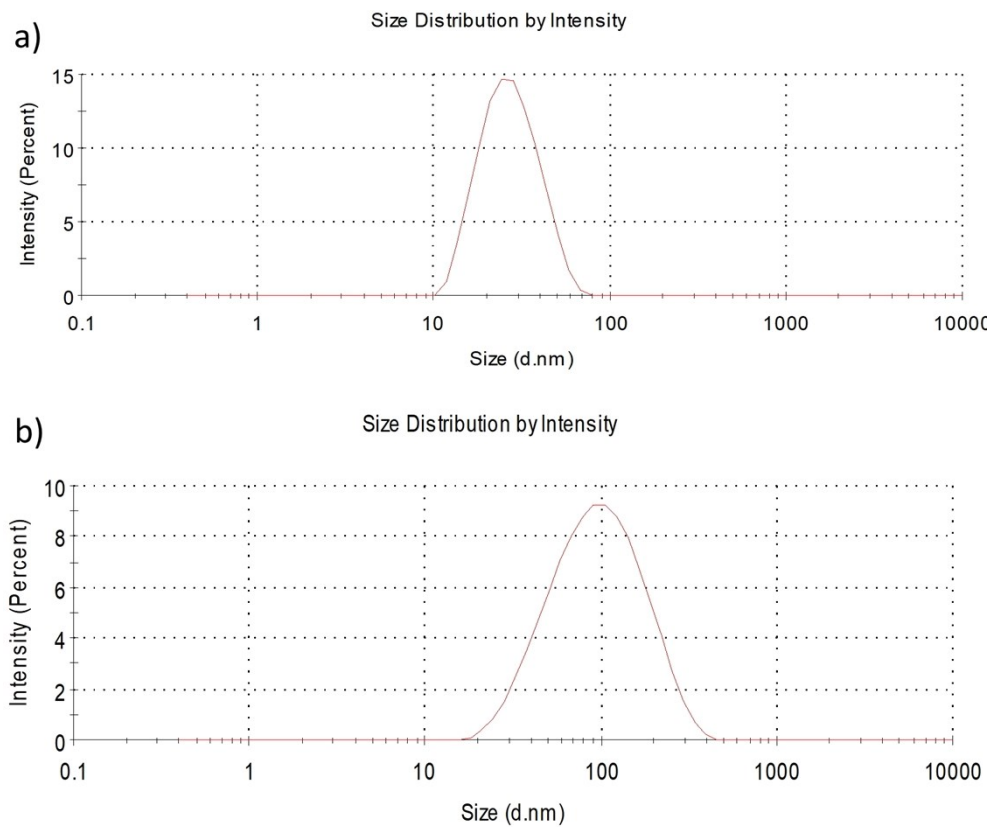 a)
Size Distribution by Intensity
Intensity (Percent)
15
10
5
0
0.1 1 10 100 1000 10000
Size (d.nm)
b)
Size Distribution by Intensity
Intensity (Percent)
10
8
6
4
2
0
0.1 1 10 100 1000 10000
Size (d.nm)